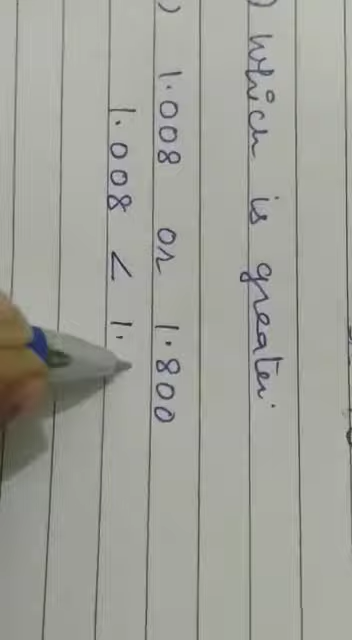 ) Which is greater.
) 1.008 or 1.800
1.008 < 1.